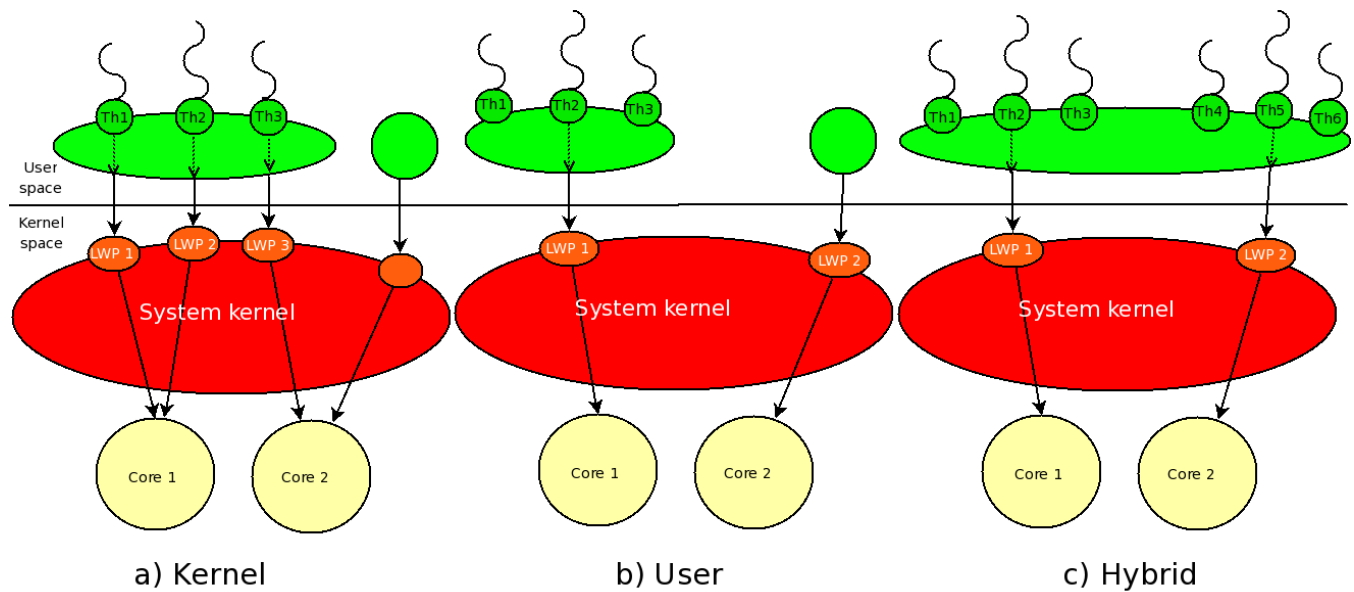 Th1
Th2
Th3
Th1
Th2
Th3
Th1
Th2
Th3
Th4
Th5
Th6
User
space
Kernel
space
LWP 1
LWP 2
LWP 3
LWP 1
LWP 2
LWP 1
LWP 2
System kernel
System kernel
System kernel
Core 1
Core 2
Core 1
Core 2
Core 1
Core 2
a) Kernel
b) User
c) Hybrid